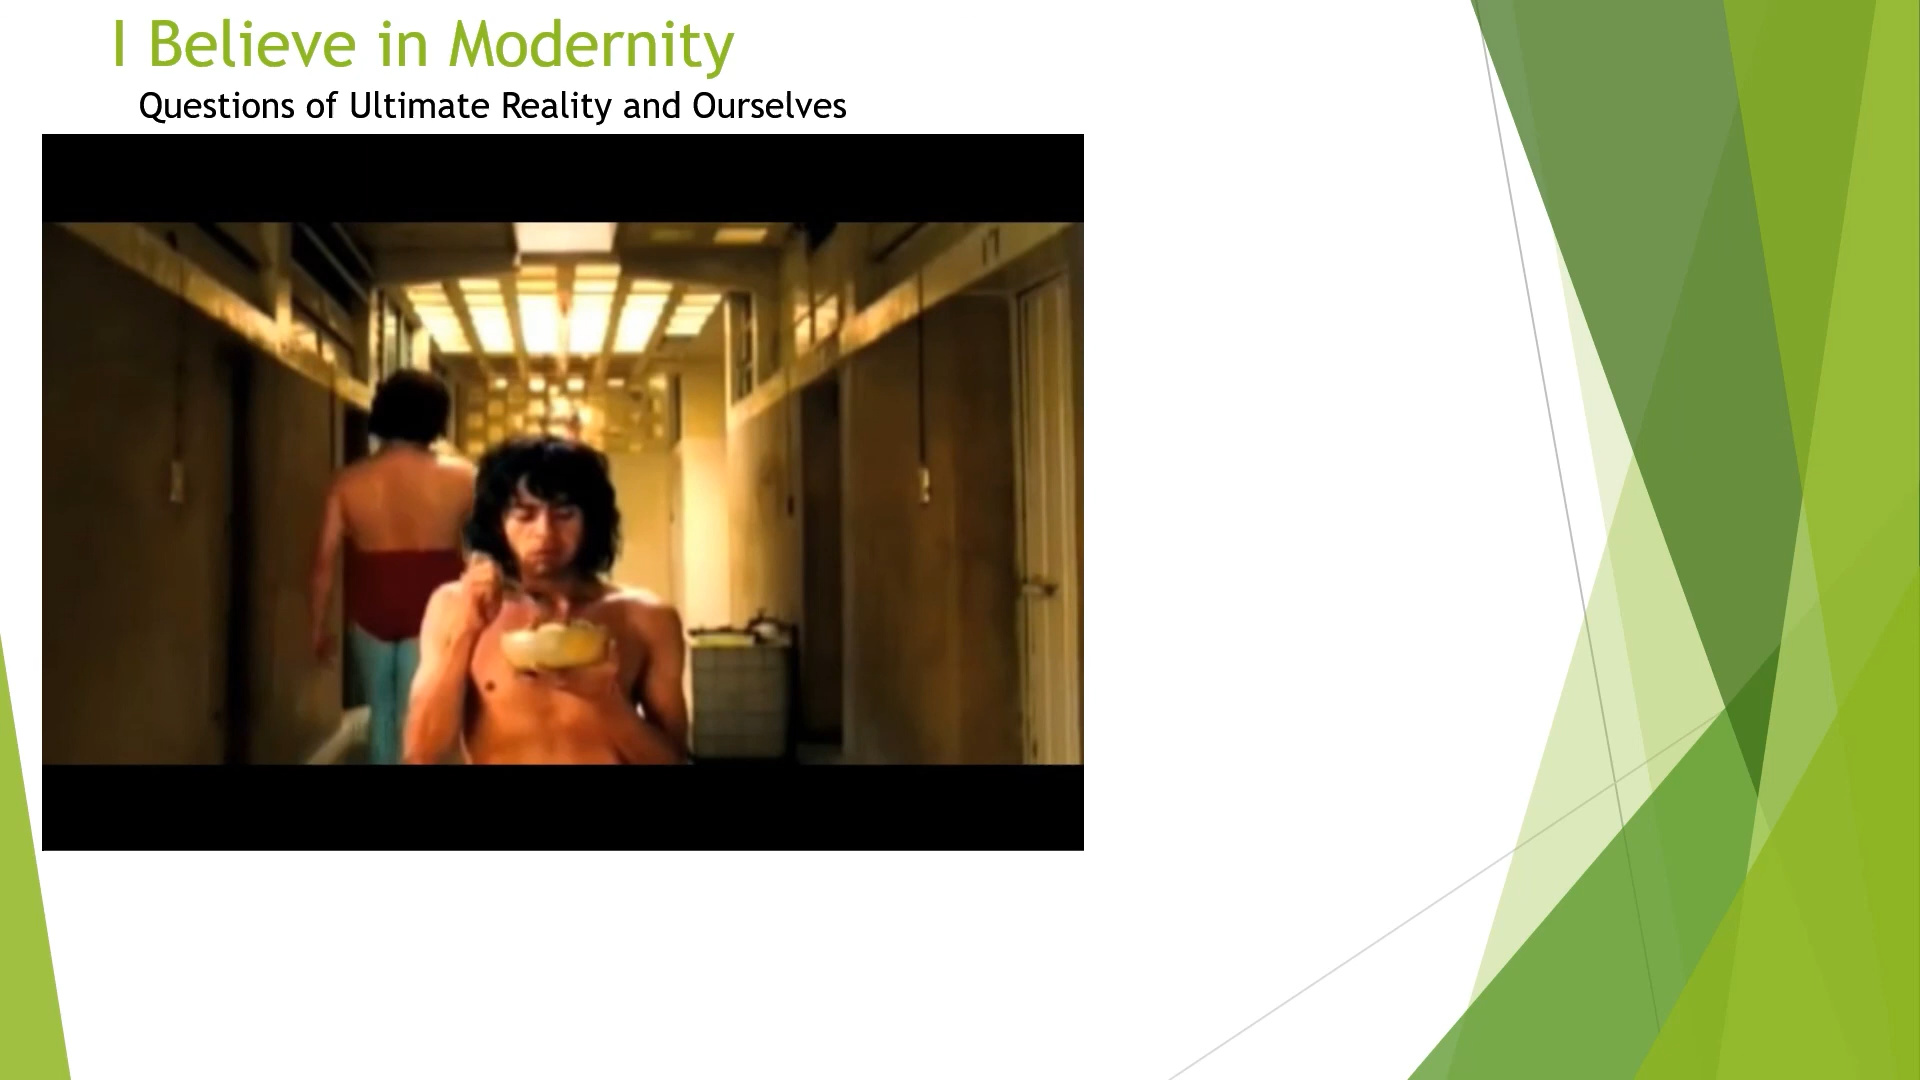 I Believe in Modernity
Questions of Ultimate Reality and Ourselves